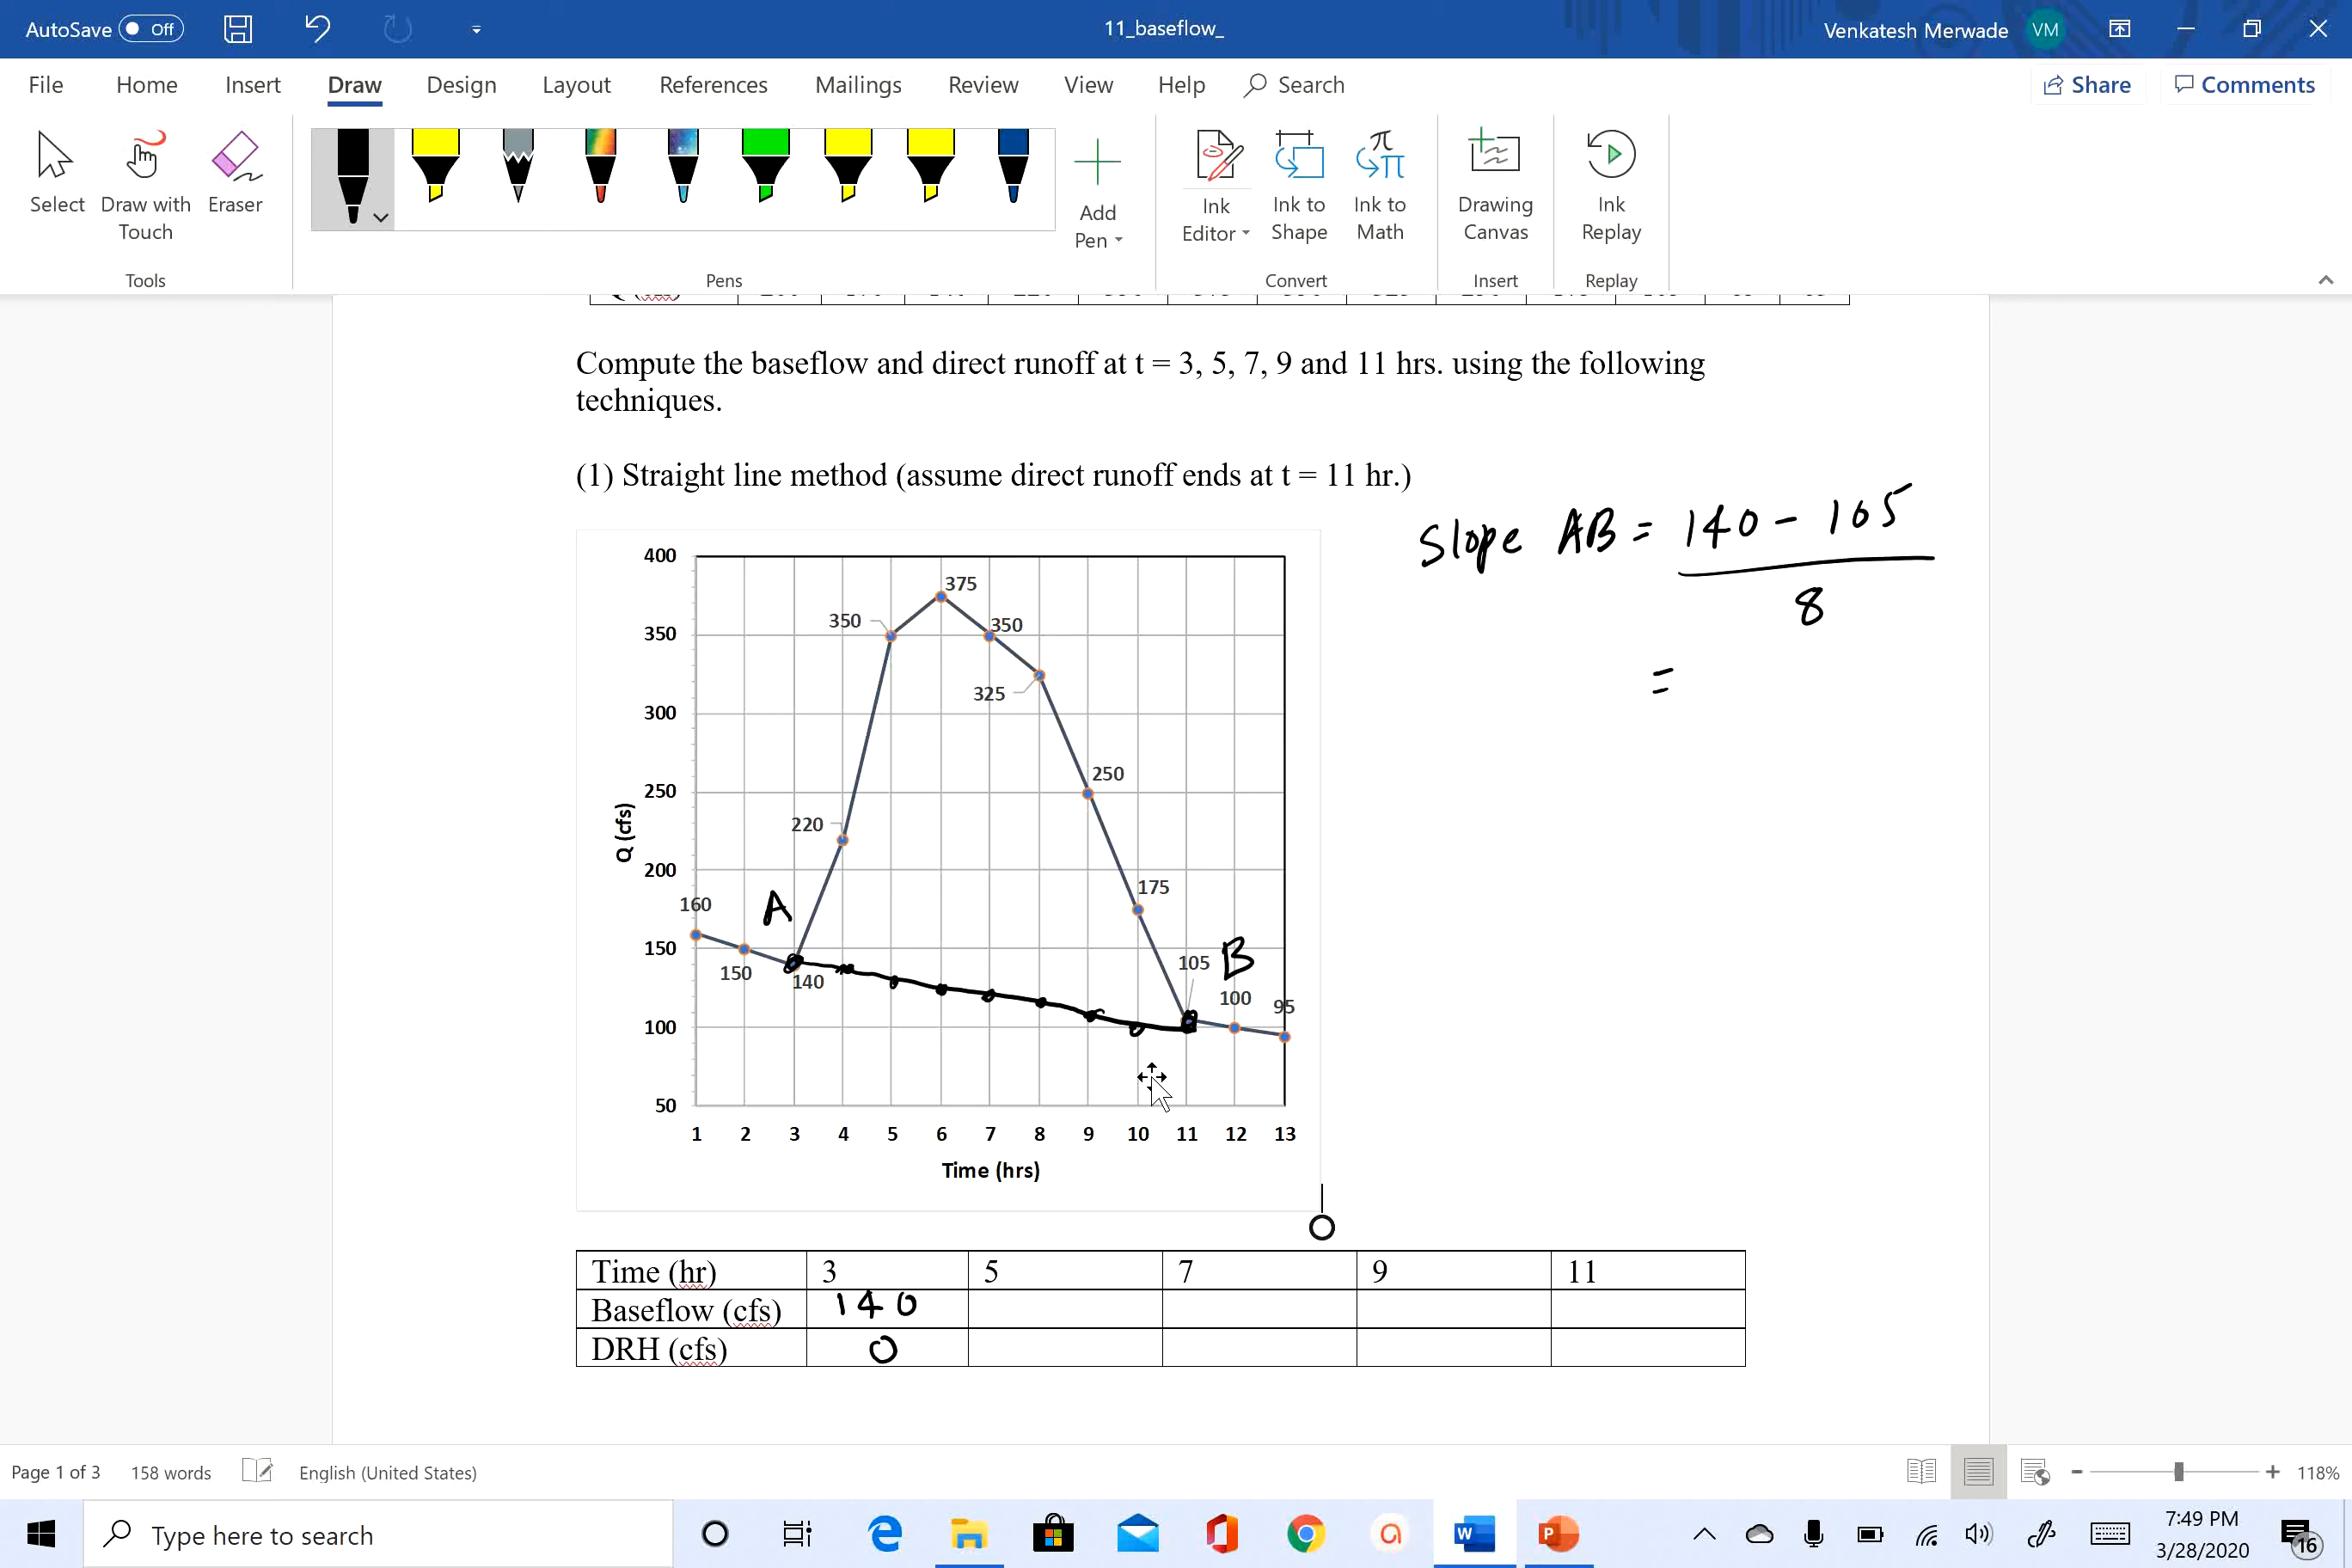 AutoSave Off
11_baseflow_
Venkatesh Merwade VM
File Home Insert Draw Design Layout References Mailings Review View Help Search
Share Comments
Select
Draw with Touch
Eraser
Add Pen
Ink Editor
Ink to Shape
Ink to Math
Drawing Canvas
Ink Replay
Tools Pens Convert Insert Replay
Compute the baseflow and direct runoff at t = 3, 5, 7, 9 and 11 hrs. using the following
techniques.
(1) Straight line method (assume direct runoff ends at t = 11 hr.)
Slope AB = 140 - 105
8
=
400
350
300
250
200
150
100
50
Q (cfs)
160
150
140
220
350
375
350
325
250
175
105
100
95
A
B
1 2 3 4 5 6 7 8 9 10 11 12 13
Time (hrs)
Time (hr) 3 5 7 9 11
Baseflow (cfs) 140
DRH (cfs) 0
Page 1 of 3 158 words English (United States)
118%
Type here to search
7:49 PM
3/28/2020
16